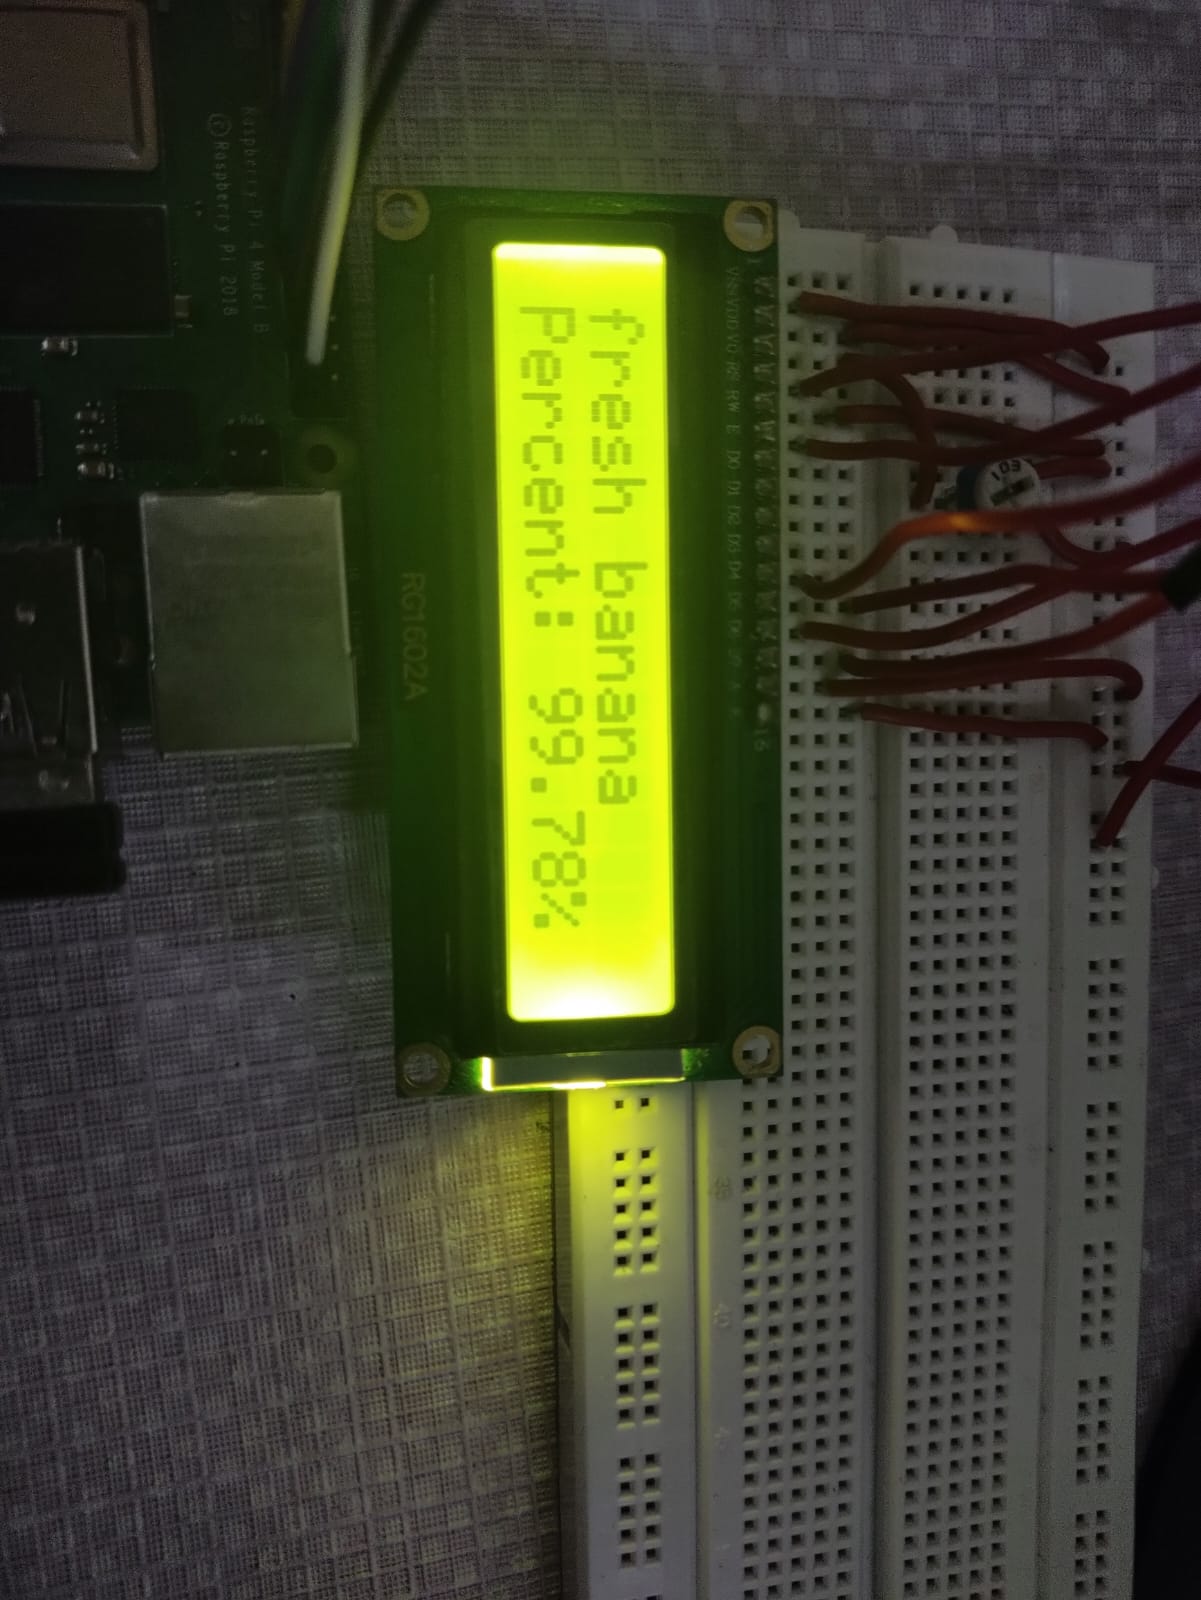 1 16
VSS VDD V0 RS RW E D0 D1 D2 D3 D4 D5 D6 D7 A K
fresh banana
Percent: 99.78%
RG1602A
Raspberry Pi 4 Model B
© Raspberry Pi 2018